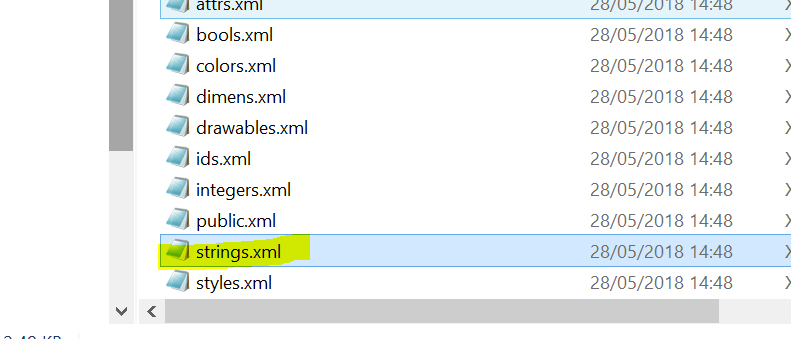 attrs.xml 28/05/2018 14:48 X
bools.xml 28/05/2018 14:48 X
colors.xml 28/05/2018 14:48 X
dimens.xml 28/05/2018 14:48 X
drawables.xml 28/05/2018 14:48 X
ids.xml 28/05/2018 14:48 X
integers.xml 28/05/2018 14:48 X
public.xml 28/05/2018 14:48 X
strings.xml 28/05/2018 14:48 X
styles.xml 28/05/2018 14:48 X